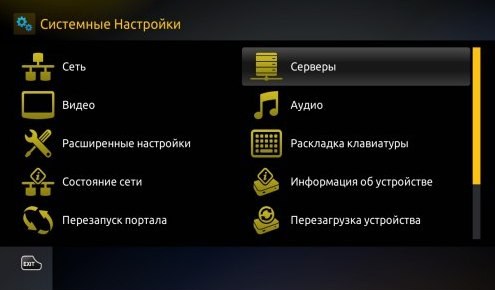 Системные Настройки
Сеть
Серверы
Видео
Аудио
Расширенные настройки
Раскладка клавиатуры
Состояние сети
Информация об устройстве
Перезапуск портала
Перезагрузка устройства
EXIT